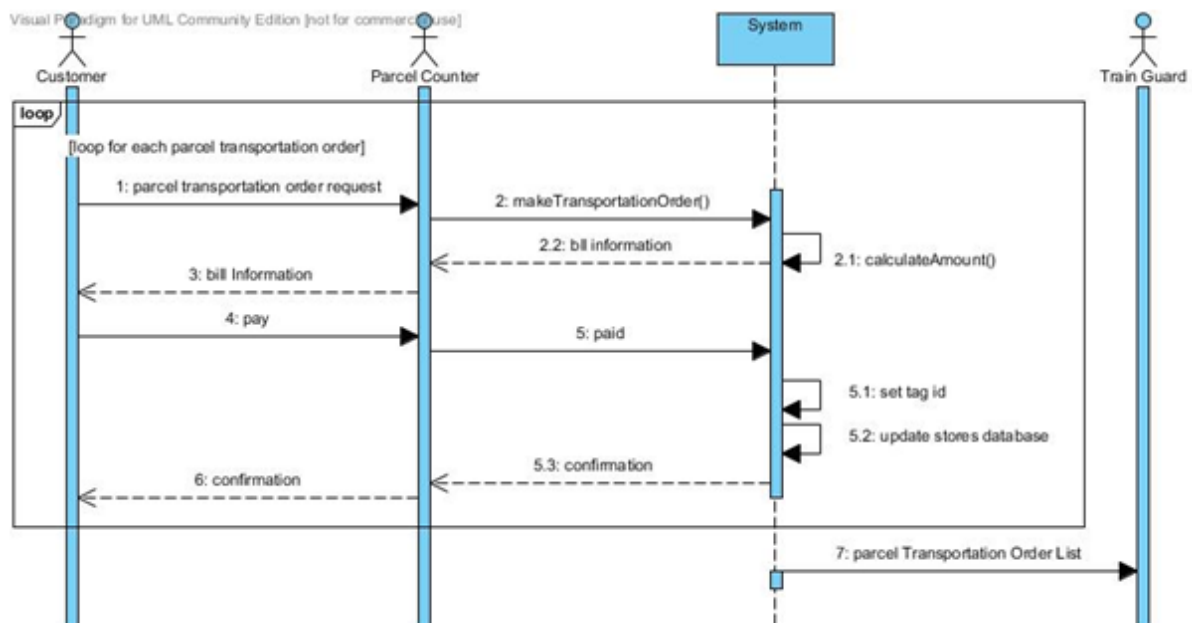 Visual Paradigm for UML Community Edition [not for commercial use]
System
Customer
Parcel Counter
Train Guard
loop
[loop for each parcel transportation order]
1: parcel transportation order request
2: makeTransportationOrder()
2.2: bll information
2.1: calculateAmount()
3: bill Information
4: pay
5: paid
5.1: set tag id
5.2: update stores database
5.3: confirmation
6: confirmation
7: parcel Transportation Order List